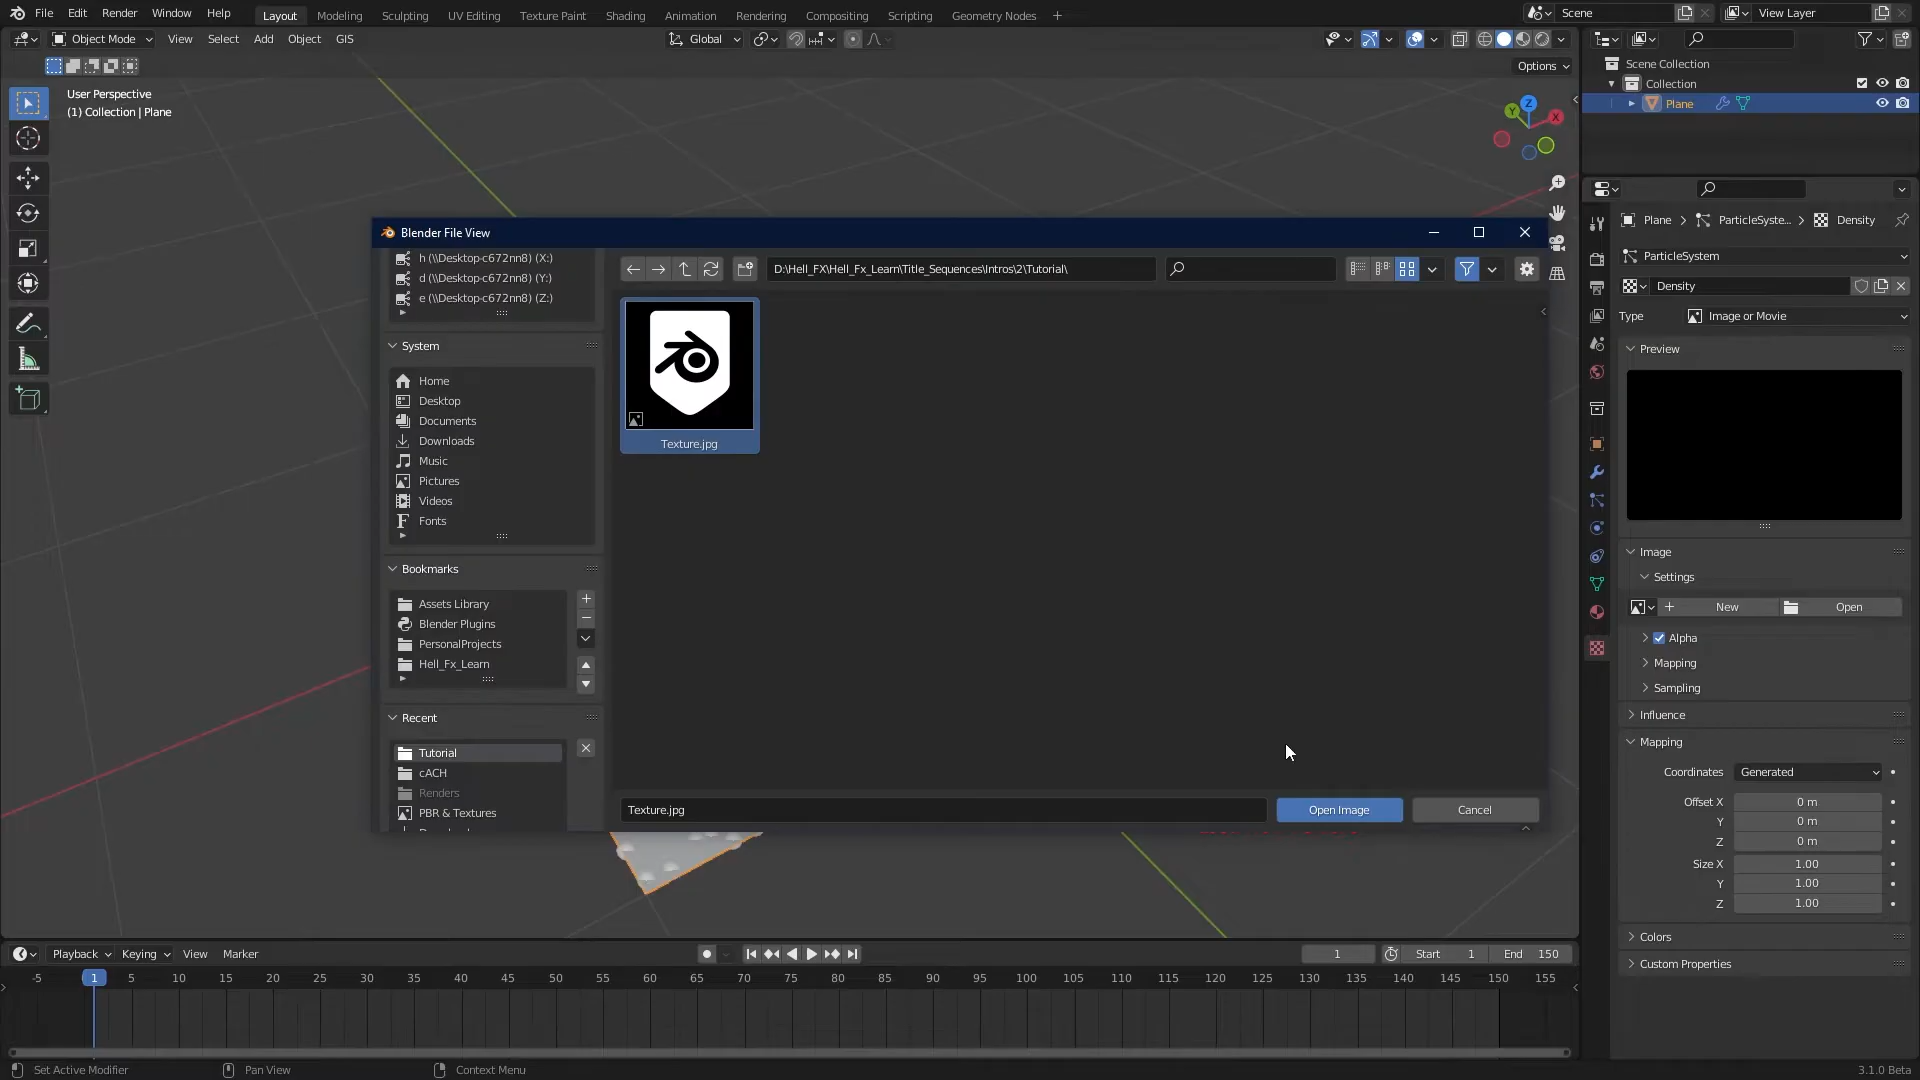 File Edit Render Window Help
Layout Modeling Sculpting UV Editing Texture Paint Shading Animation Rendering Compositing Scripting Geometry Nodes +
Scene
View Layer
Object Mode View Select Add Object GIS
Global
Options
User Perspective
(1) Collection | Plane
Z
Y
X
Scene Collection
Collection
Plane
Blender File View
h (\\Desktop-c672nn8) (X:)
d (\\Desktop-c672nn8) (Y:)
e (\\Desktop-c672nn8) (Z:)
System
Home
Desktop
Documents
Downloads
Music
Pictures
Videos
Fonts
Bookmarks
Assets Library
Blender Plugins
PersonalProjects
Hell_Fx_Learn
Recent
Tutorial
cACH
Renders
PBR & Textures
D:\Hell_FX\Hell_Fx_Learn\Title_Sequences\Intros\2\Tutorial\
Texture.jpg
Texture.jpg
Open Image
Cancel
Plane > ParticleSyste... > Density
ParticleSystem
Density
Type Image or Movie
Preview
Image
Settings
+ New Open
Alpha
Mapping
Sampling
Influence
Mapping
Coordinates Generated
Offset X 0 m
Y 0 m
Z 0 m
Size X 1.00
Y 1.00
Z 1.00
Colors
Custom Properties
Playback Keying View Marker
1 Start 1 End 150
-5 1 5 10 15 20 25 30 35 40 45 50 55 60 65 70 75 80 85 90 95 100 105 110 115 120 125 130 135 140 145 150 155
Set Active Modifier Pan View Context Menu 3.1.0 Beta